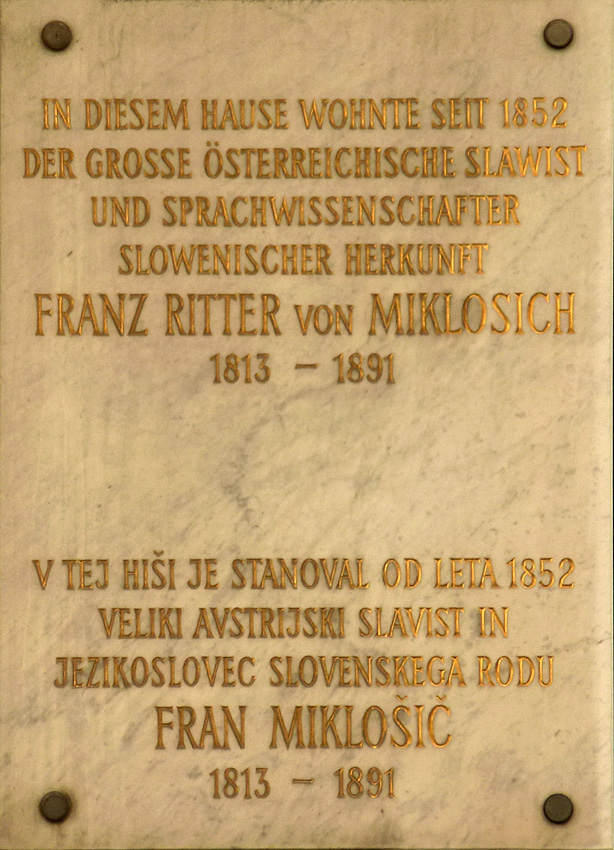 IN DIESEM HAUSE WOHNTE SEIT 1852
DER GROSSE ÖSTERREICHISCHE SLAWIST
UND SPRACHWISSENSCHAFTER
SLOWENISCHER HERKUNFT
FRANZ RITTER VON MIKLOSICH
1813 – 1891
V TEJ HIŠI JE STANOVAL OD LETA 1852
VELIKI AVSTRIJSKI SLAVIST IN
JEZIKOSLOVEC SLOVENSKEGA RODU
FRAN MIKLOŠIČ
1813 – 1891